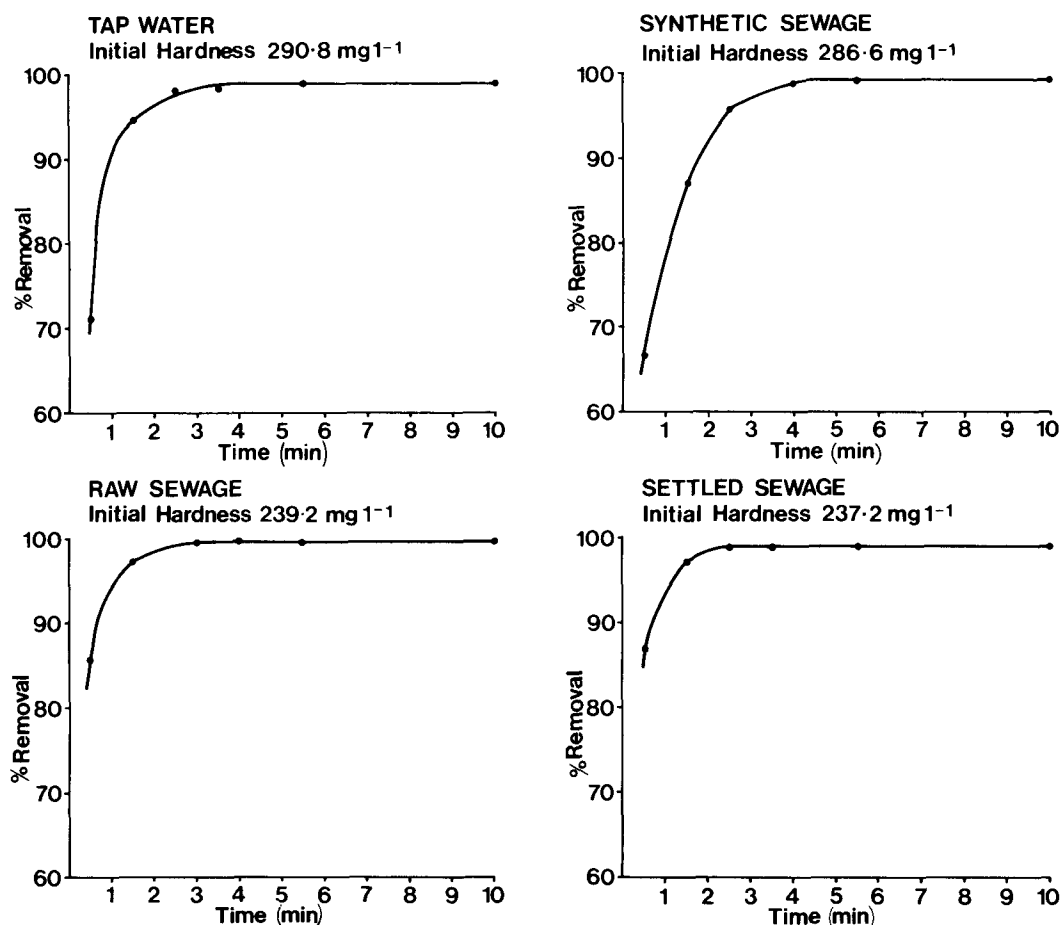 TAP WATER
Initial Hardness 290·8 mg l⁻¹
100
90
80
70
60
% Removal
1 2 3 4 5 6 7 8 9 10
Time (min)
SYNTHETIC SEWAGE
Initial Hardness 286·6 mg l⁻¹
100
90
80
70
60
% Removal
1 2 3 4 5 6 7 8 9 10
Time (min)
RAW SEWAGE
Initial Hardness 239·2 mg l⁻¹
100
90
80
70
60
% Removal
1 2 3 4 5 6 7 8 9 10
Time (min)
SETTLED SEWAGE
Initial Hardness 237·2 mg l⁻¹
100
90
80
70
60
% Removal
1 2 3 4 5 6 7 8 9 10
Time (min)